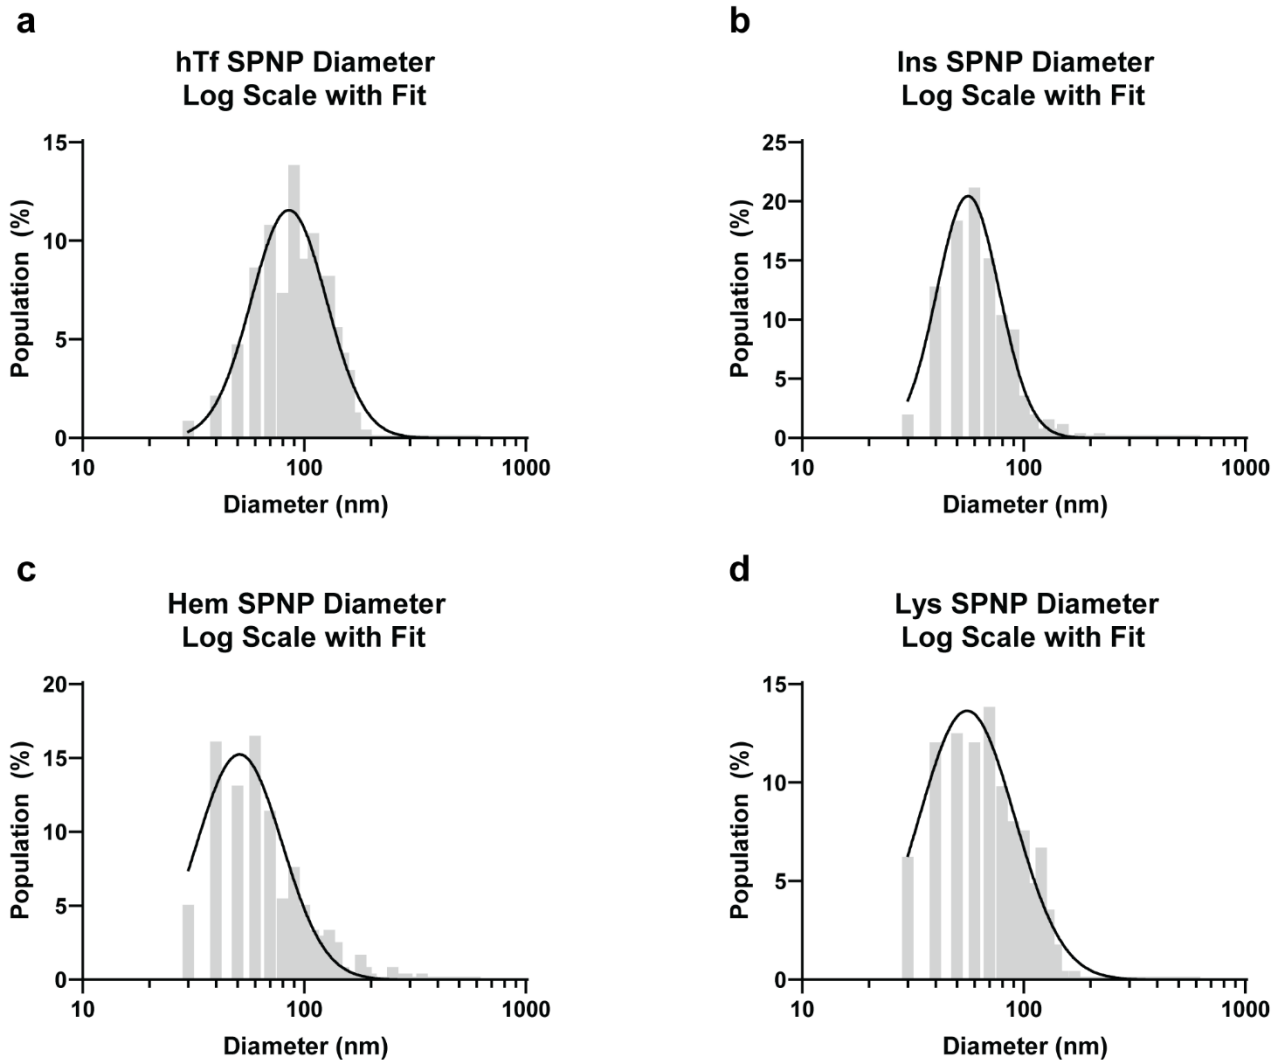 a
hTf SPNP Diameter
Log Scale with Fit
15
10
5
0
Population (%)
10
100
1000
Diameter (nm)
b
Ins SPNP Diameter
Log Scale with Fit
25
20
15
10
5
0
Population (%)
10
100
1000
Diameter (nm)
c
Hem SPNP Diameter
Log Scale with Fit
20
15
10
5
0
Population (%)
10
100
1000
Diameter (nm)
d
Lys SPNP Diameter
Log Scale with Fit
15
10
5
0
Population (%)
10
100
1000
Diameter (nm)